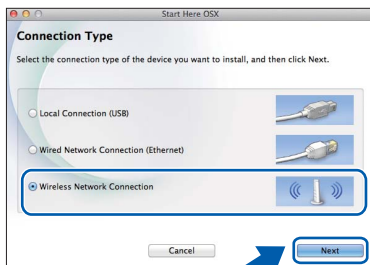 Start Here OSX
Connection Type
Select the connection type of the device you want to install, and then click Next.
Local Connection (USB)
Wired Network Connection (Ethernet)
Wireless Network Connection
Cancel
Next